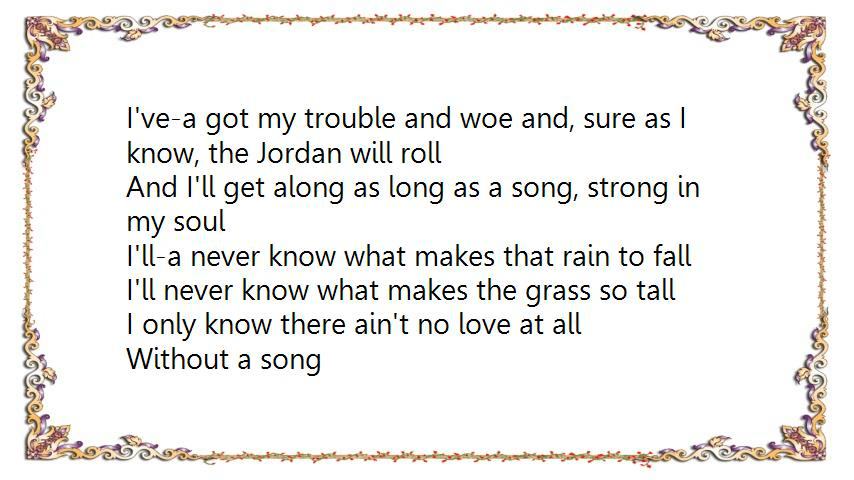 I've-a got my trouble and woe and, sure as I
know, the Jordan will roll
And I'll get along as long as a song, strong in
my soul
I'll-a never know what makes that rain to fall
I'll never know what makes the grass so tall
I only know there ain't no love at all
Without a song